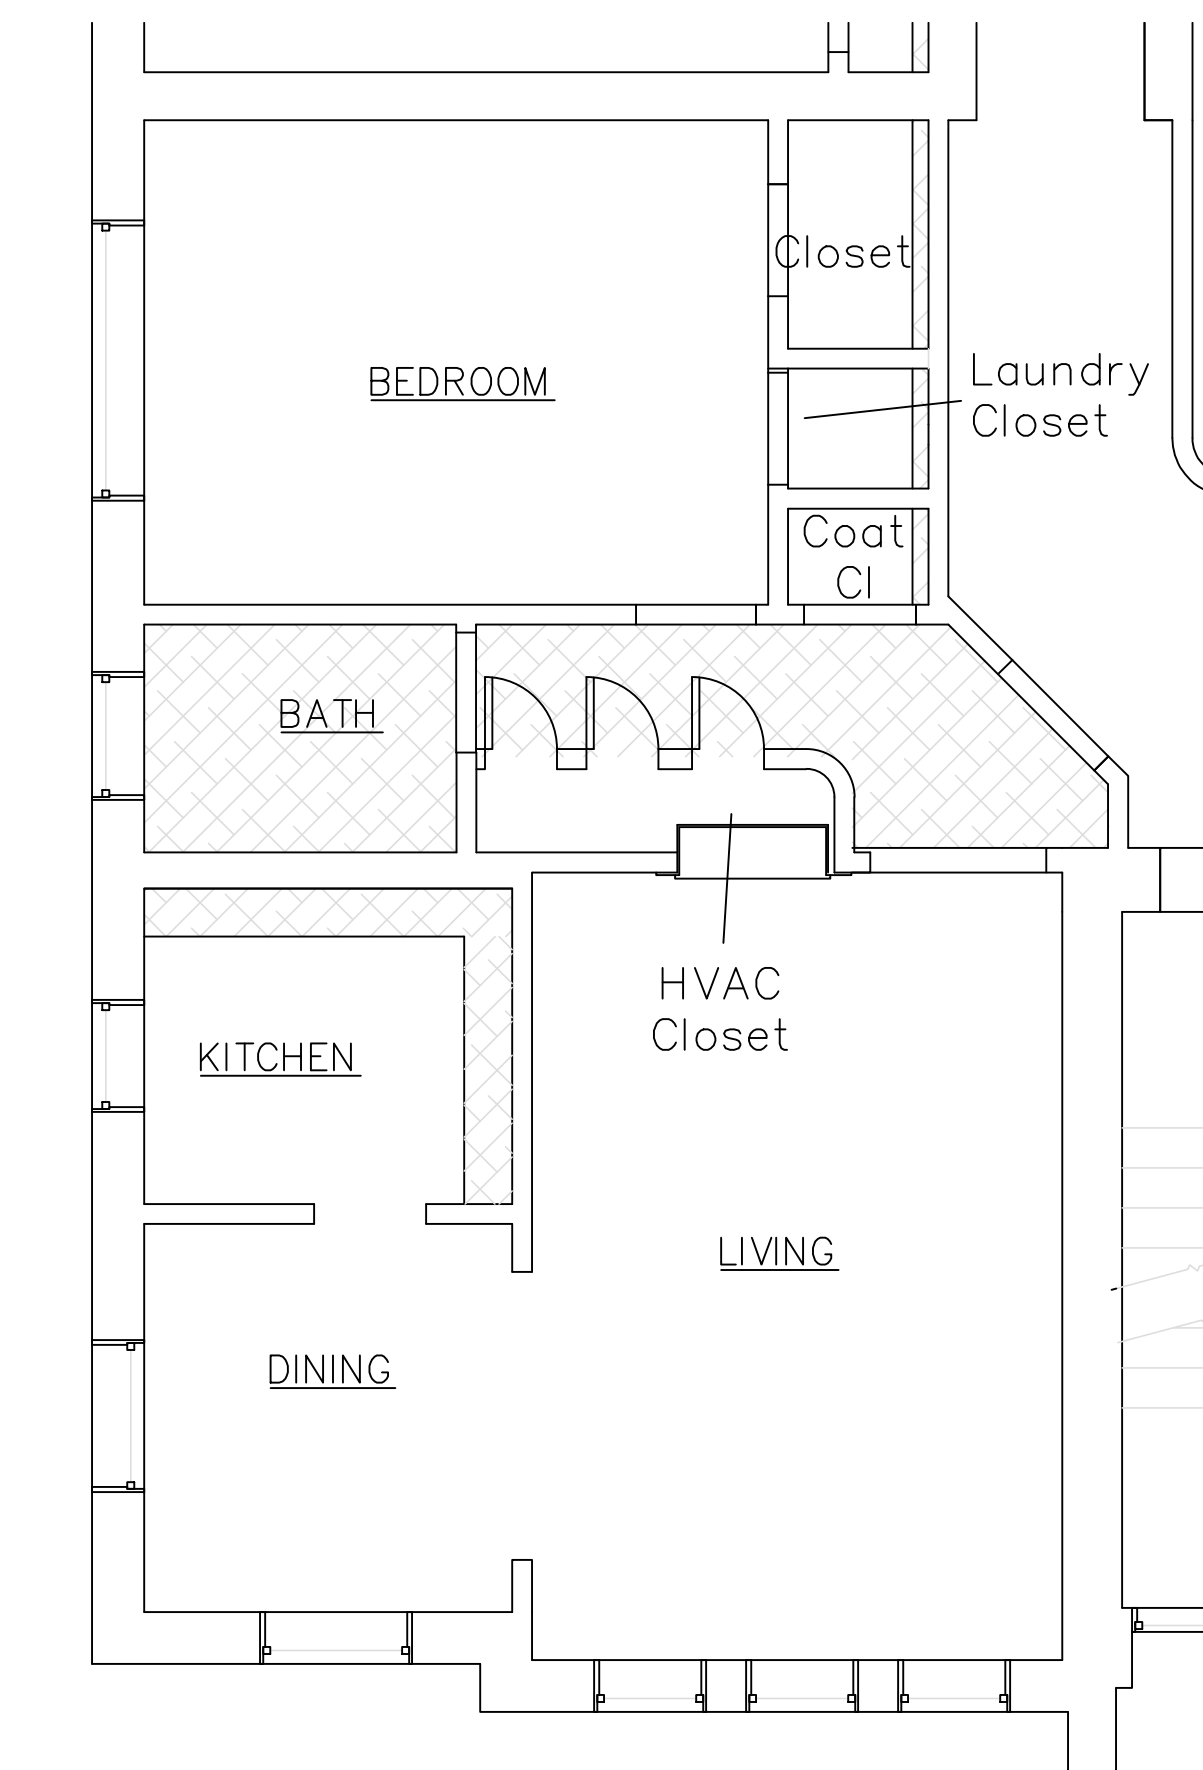 Closet
BEDROOM
Laundry
Closet
Coat
Cl
BATH
HVAC
Closet
KITCHEN
LIVING
DINING